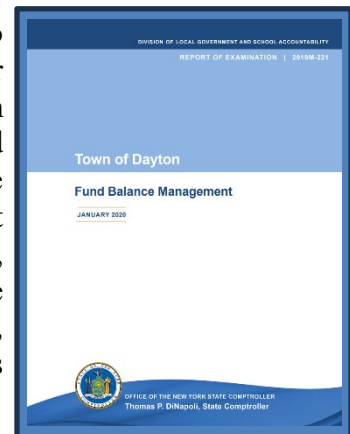 DIVISION OF LOCAL GOVERNMENT AND SCHOOL ACCOUNTABILITY
REPORT OF EXAMINATION | 2019M-221
Town of Dayton
Fund Balance Management
JANUARY 2020
OFFICE OF THE NEW YORK STATE COMPTROLLER
Thomas P. DiNapoli, State Comptroller